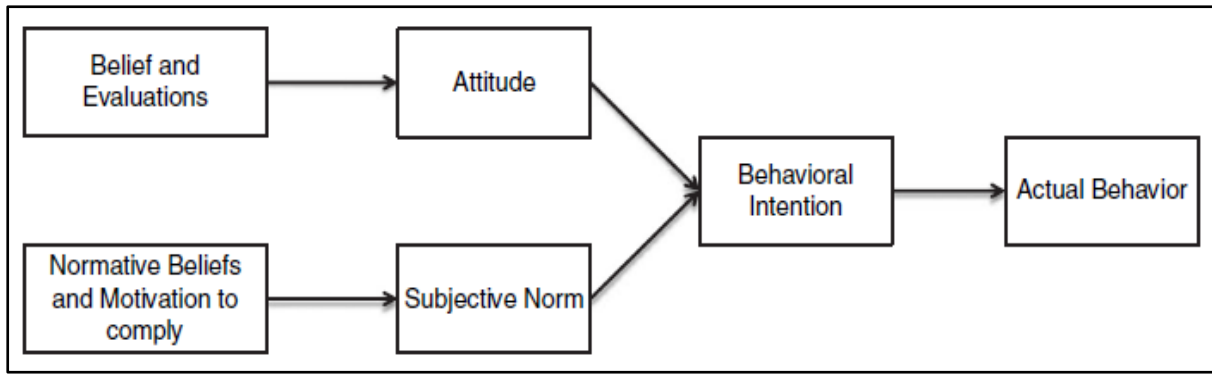 Belief and
Evaluations
Attitude
Behavioral
Intention
Actual Behavior
Normative Beliefs
and Motivation to
comply
Subjective Norm